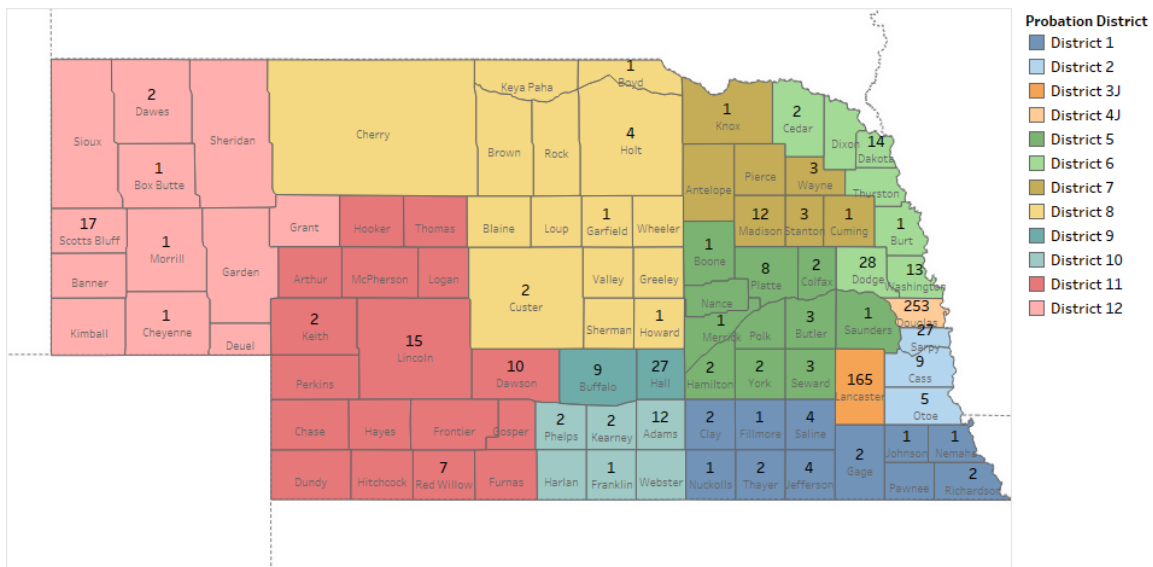 Probation District
District 1
District 2
District 3J
District 4J
District 5
District 6
District 7
District 8
District 9
District 10
District 11
District 12
Sioux
2
Dawes
Sheridan
1
Box Butte
17
Scotts Bluff
1
Morrill
Garden
Banner
Kimball
1
Cheyenne
Deuel
Grant
Cherry
Keya Paha
1
Boyd
Brown
Rock
4
Holt
Hooker
Thomas
Blaine
Loup
1
Garfield
Wheeler
Arthur
McPherson
Logan
2
Custer
Valley
Greeley
Sherman
1
Howard
2
Keith
15
Lincoln
Perkins
10
Dawson
9
Buffalo
27
Hall
Chase
Hayes
Frontier
Gosper
Dundy
Hitchcock
7
Red Willow
Furnas
2
Phelps
2
Kearney
12
Adams
Harlan
1
Franklin
Webster
1
Knox
2
Cedar
Dixon
14
Dakota
Antelope
Pierce
3
Wayne
Thurston
12
Madison
3
Stanton
1
Cuming
1
Burt
1
Boone
8
Platte
2
Colfax
28
Dodge
13
Washington
Nance
1
Merrick
Polk
3
Butler
1
Saunders
253
Douglas
27
Sarpy
2
Hamilton
2
York
3
Seward
165
Lancaster
9
Cass
5
Otoe
2
Clay
1
Fillmore
4
Saline
2
Gage
1
Johnson
1
Nemaha
1
Nuckolls
2
Thayer
4
Jefferson
Pawnee
2
Richardson